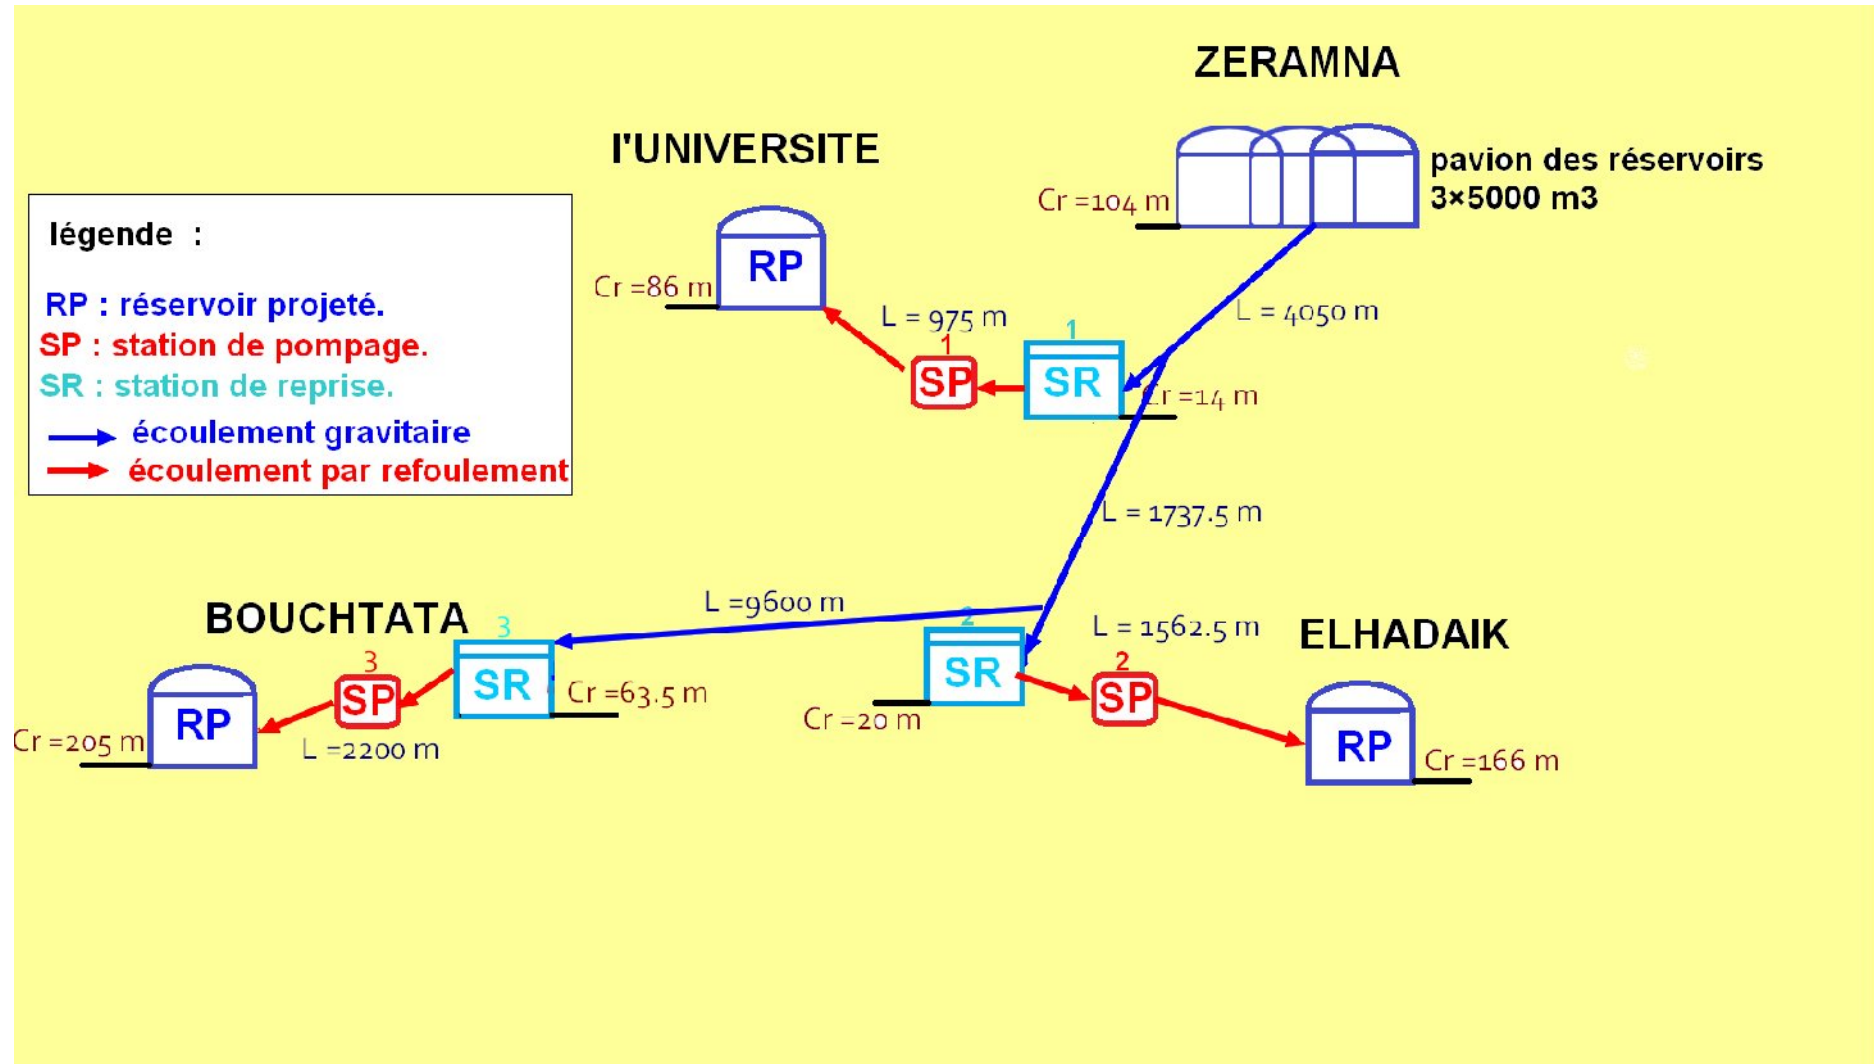 ZERAMNA
pavion des réservoirs
3×5000 m3
Cr =104 m
l'UNIVERSITE
RP
Cr =86 m
L = 975 m
L = 4050 m
1
SP
1
SR
Cr =14 m
légende :
RP : réservoir projeté.
SP : station de pompage.
SR : station de reprise.
écoulement gravitaire
écoulement par refoulement
L = 1737.5 m
L =9600 m
BOUCHTATA
3
SR
Cr =63.5 m
3
SP
RP
Cr =205 m
L =2200 m
2
SR
Cr =20 m
L = 1562.5 m
2
SP
ELHADAIK
RP
Cr =166 m